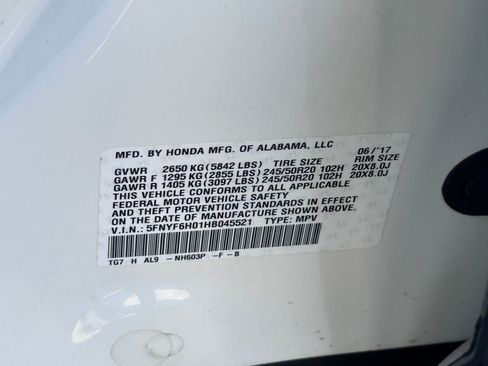 MFD. BY HONDA MFG. OF ALABAMA, LLC 06/'17
GVWR 2650 KG (5842 LBS) TIRE SIZE RIM SIZE
GAWR F 1295 KG (2855 LBS) 245/50R20 102H 20X8.0J
GAWR R 1405 KG (3097 LBS) 245/50R20 102H 20X8.0J
THIS VEHICLE CONFORMS TO ALL APPLICABLE
FEDERAL MOTOR VEHICLE SAFETY
AND THEFT PREVENTION STANDARDS IN EFFECT
ON THE DATE OF MANUFACTURE SHOWN ABOVE.
V.I.N.: 5FNYF6H01HB045521 TYPE: MPV
TG7 H AL9 -NH603P -F-B